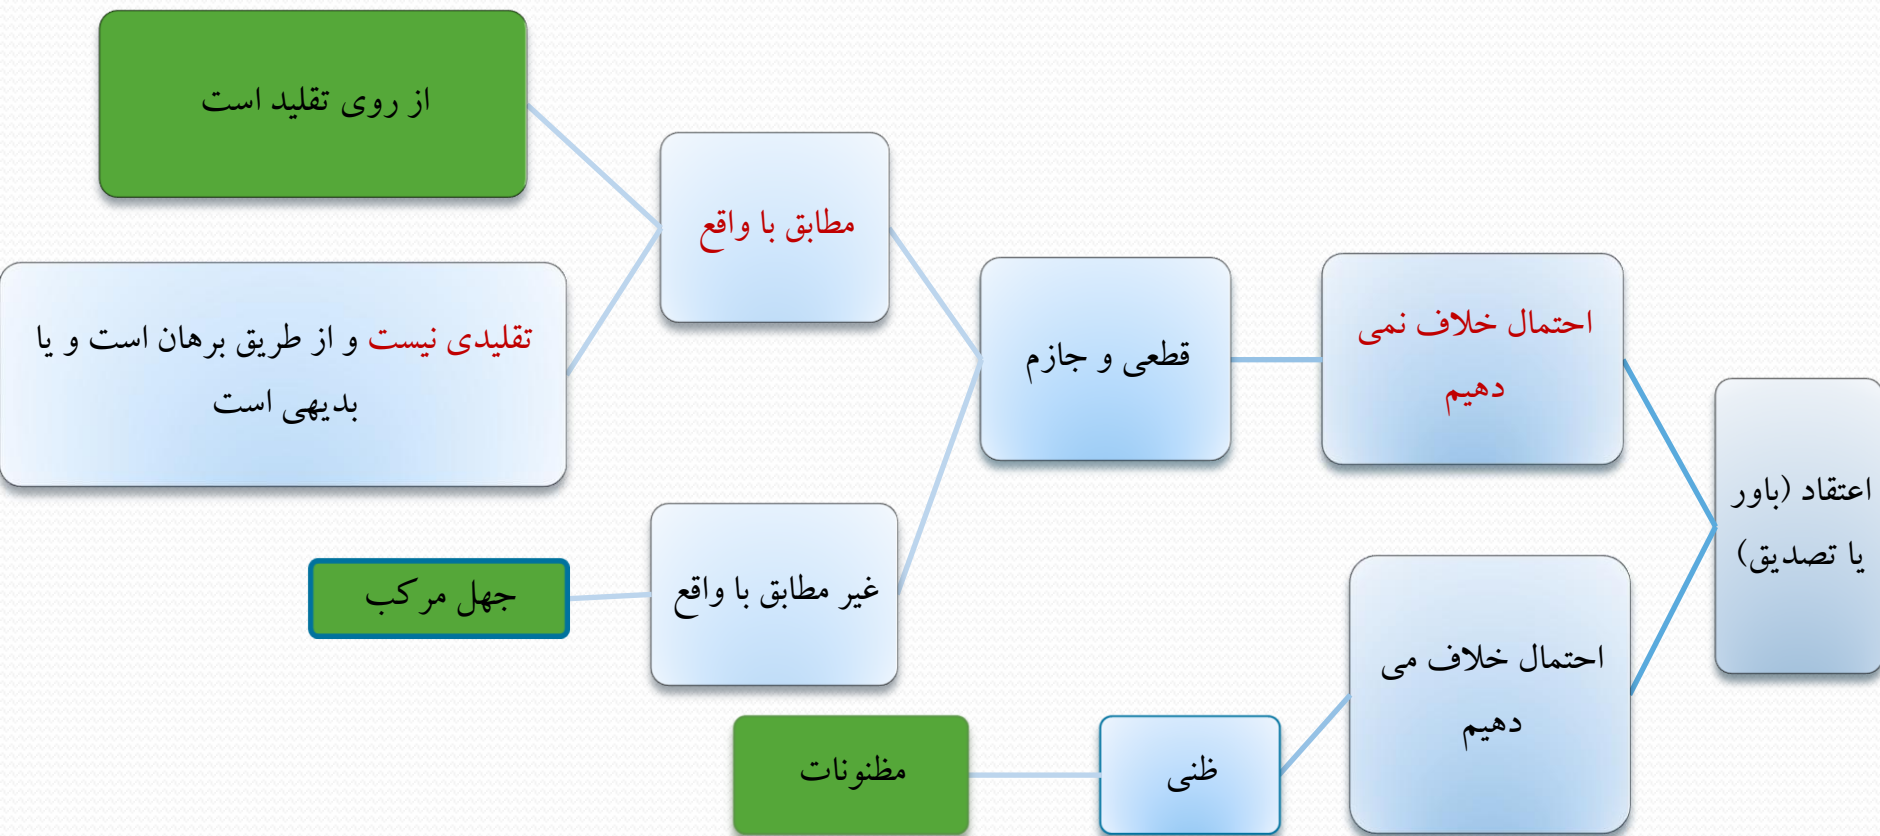 اعتقاد (باور
یا تصدیق)
احتمال خلاف نمی
دهیم
قطعی و جازم
مطابق با واقع
از روی تقلید است
تقلیدی نیست و از طریق برهان است و یا
بدیهی است
غیر مطابق با واقع
جهل مرکب
احتمال خلاف می
دهیم
ظنی
مظنونات